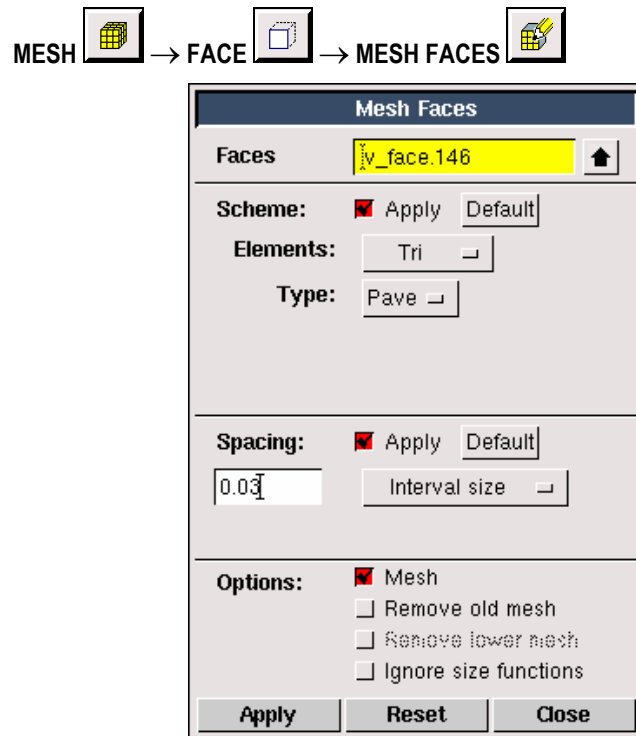 MESH → FACE → MESH FACES
Mesh Faces
Faces v_face.146
Scheme: Apply Default
Elements: Tri
Type: Pave
Spacing: Apply Default
0.03 Interval size
Options: Mesh
Remove old mesh
Remove lower mesh
Ignore size functions
Apply Reset Close